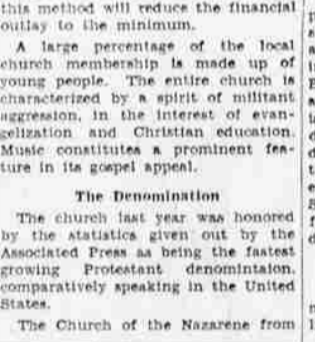 this method will reduce the financial
outlay to the minimum.
A large percentage of the local
church membership is made up of
young people. The entire church is
characterized by a spirit of militant
aggression, in the interest of evan-
gelization and Christian education.
Music constitutes a prominent fea-
ture in its gospel appeal.
The Denomination
The church last year was honored
by the statistics given out by the
Associated Press as being the fastest
growing Protestant denomintaion,
comparatively speaking in the United
States.
The Church of the Nazarene from